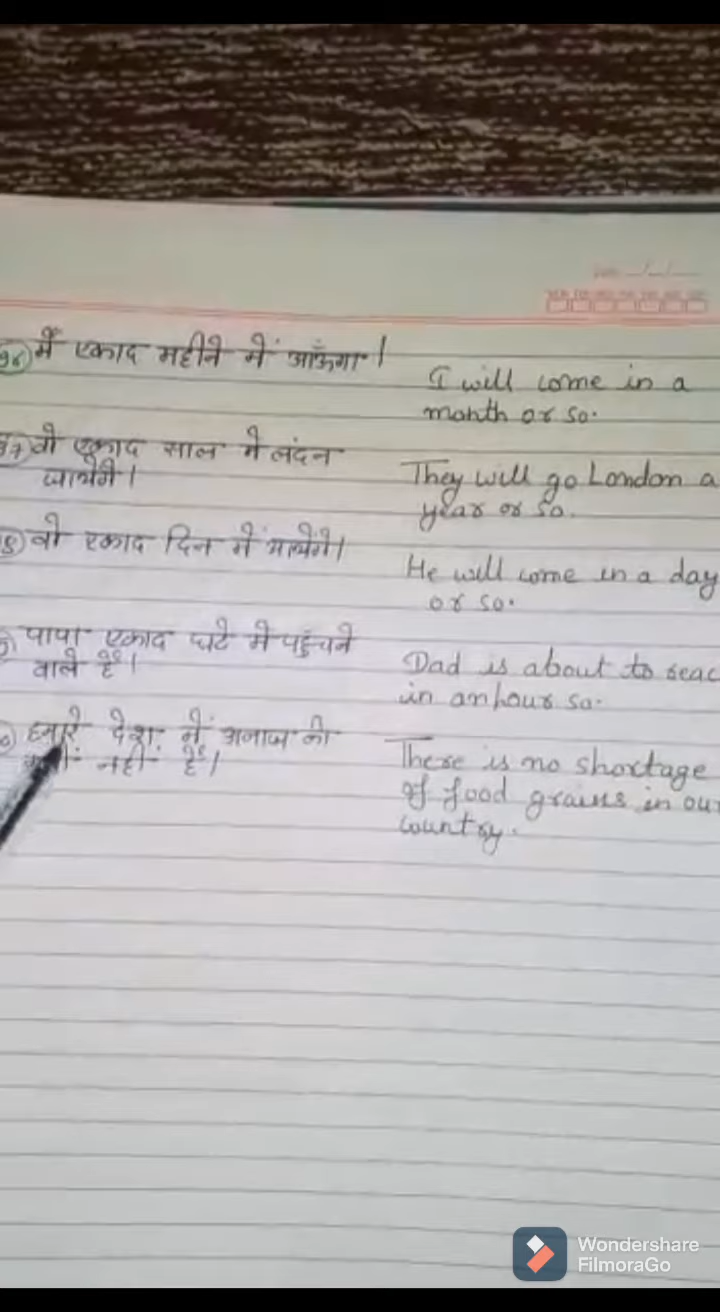 मैं एकाद महीने में आऊँगा।
I will come in a
month or so.
वो एकाद साल मे लंदन
जायेगे।
They will go London a
year or so.
वो एकाद दिन में आयेंगे।
He will come in a day
or so.
पापा एकाद घंटे मे पहुंचने
वाले हैं।
Dad is about to reac
in an hour so.
हमारे देश में अनाज की
नहीं हैं।
There is no shortage
of food grains in our
country.
Wondershare
FilmoraGo